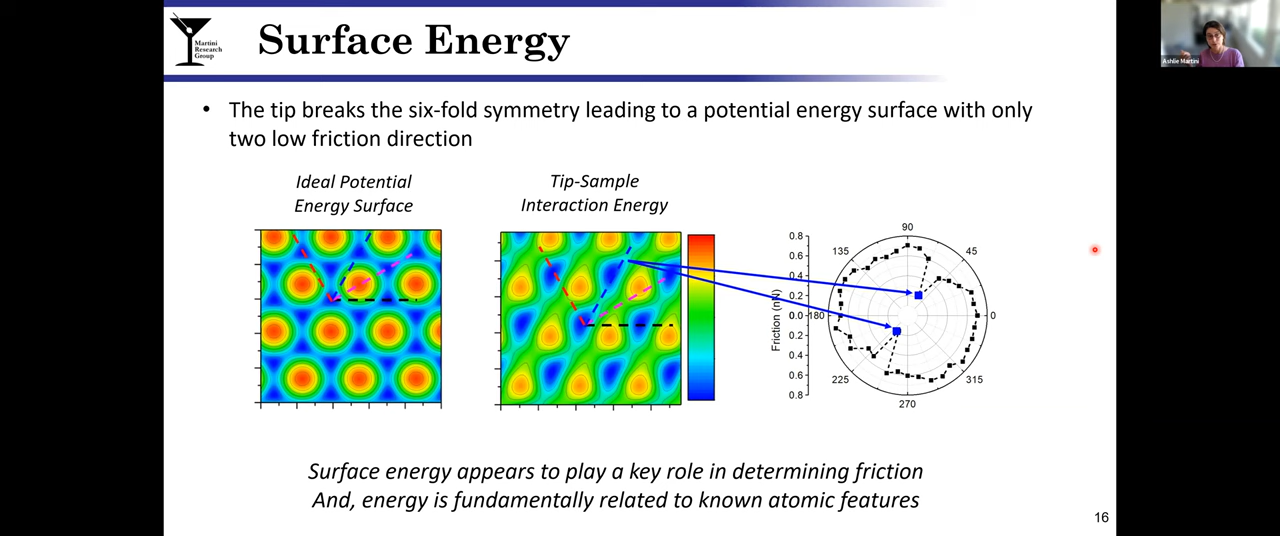 Martini
Research
Group
Surface Energy
Ashlie Martini
• The tip breaks the six-fold symmetry leading to a potential energy surface with only
two low friction direction
Ideal Potential
Energy Surface
Tip-Sample
Interaction Energy
Friction (nN)
0.8
0.6
0.4
0.2
0.0
0.2
0.4
0.6
0.8
90
135
45
180
0
225
315
270
Surface energy appears to play a key role in determining friction
And, energy is fundamentally related to known atomic features
16